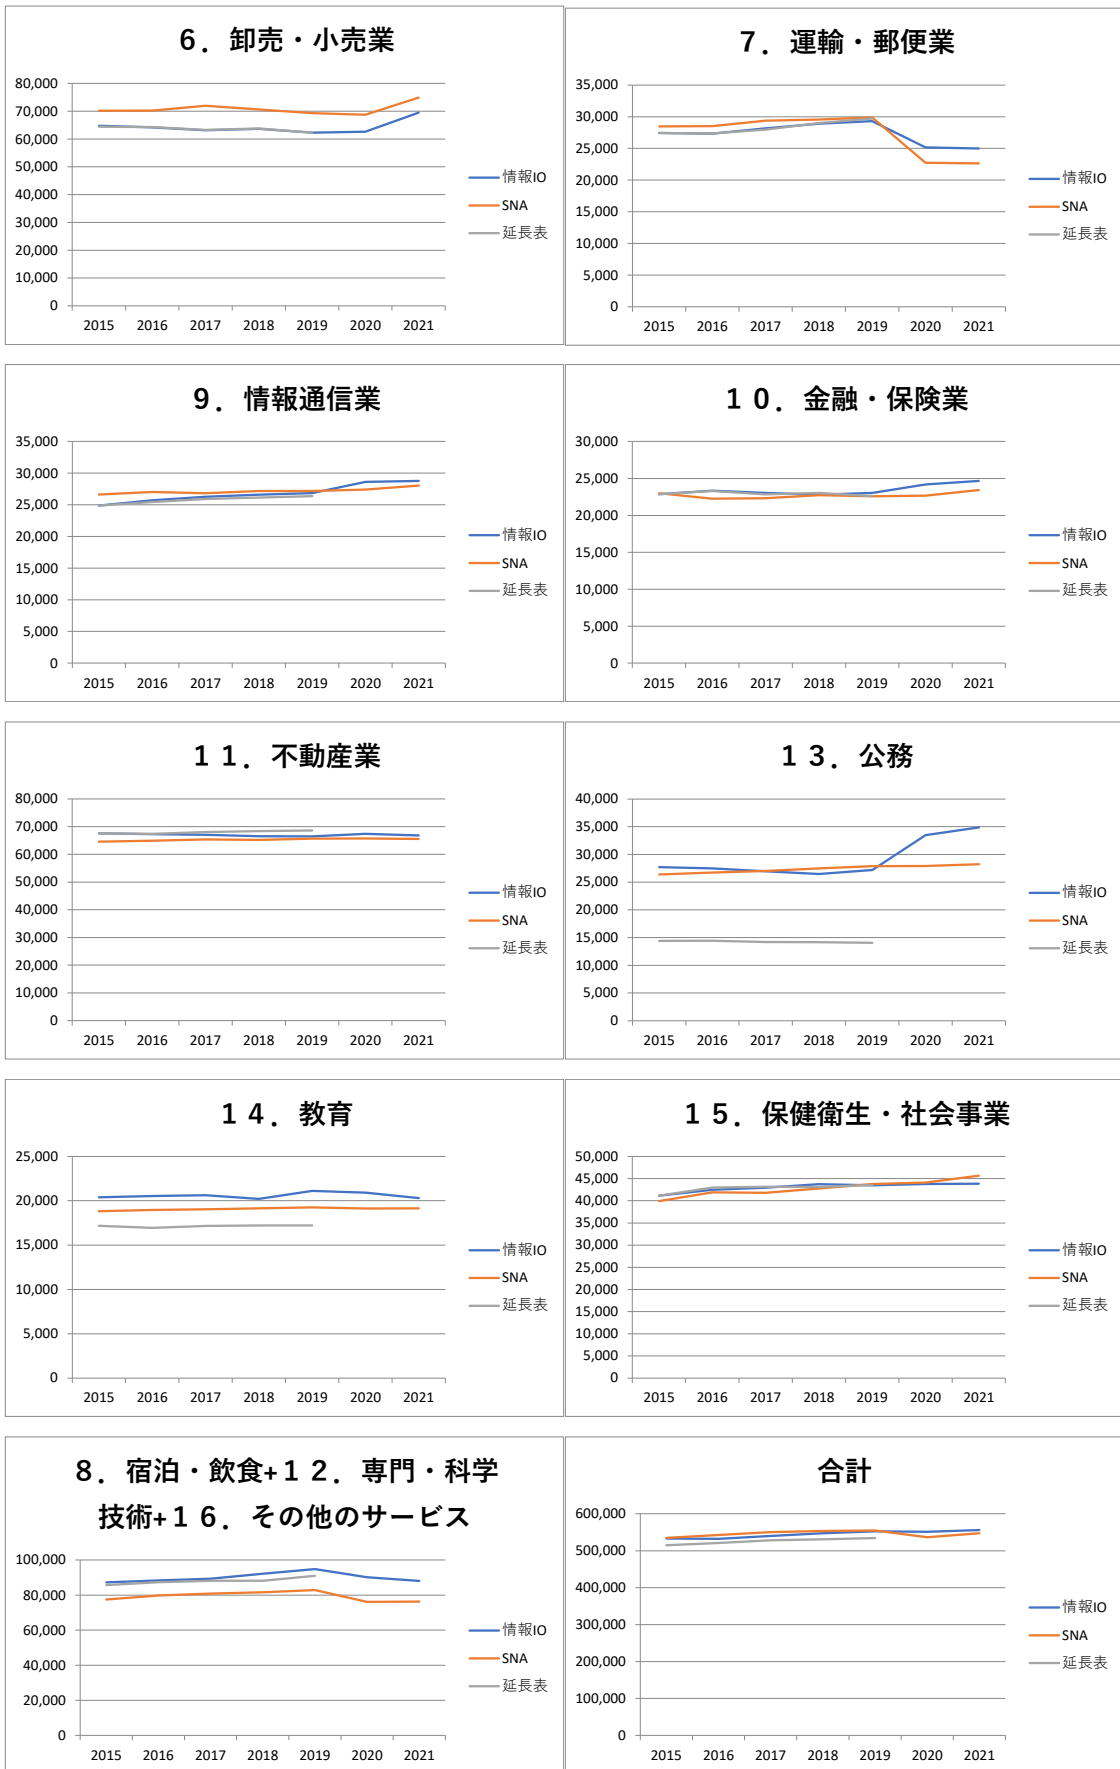 ６．卸売・小売業
80,000
70,000
60,000
50,000
40,000
30,000
20,000
10,000
0
2015 2016 2017 2018 2019 2020 2021
情報IO
SNA
延長表
７．運輸・郵便業
35,000
30,000
25,000
20,000
15,000
10,000
5,000
0
2015 2016 2017 2018 2019 2020 2021
情報IO
SNA
延長表
９．情報通信業
35,000
30,000
25,000
20,000
15,000
10,000
5,000
0
2015 2016 2017 2018 2019 2020 2021
情報IO
SNA
延長表
１０．金融・保険業
30,000
25,000
20,000
15,000
10,000
5,000
0
2015 2016 2017 2018 2019 2020 2021
情報IO
SNA
延長表
１１．不動産業
80,000
70,000
60,000
50,000
40,000
30,000
20,000
10,000
0
2015 2016 2017 2018 2019 2020 2021
情報IO
SNA
延長表
１３．公務
40,000
35,000
30,000
25,000
20,000
15,000
10,000
5,000
0
2015 2016 2017 2018 2019 2020 2021
情報IO
SNA
延長表
１４．教育
25,000
20,000
15,000
10,000
5,000
0
2015 2016 2017 2018 2019 2020 2021
情報IO
SNA
延長表
１５．保健衛生・社会事業
50,000
45,000
40,000
35,000
30,000
25,000
20,000
15,000
10,000
5,000
0
2015 2016 2017 2018 2019 2020 2021
情報IO
SNA
延長表
８．宿泊・飲食+１２．専門・科学
技術+１６．その他のサービス
100,000
80,000
60,000
40,000
20,000
0
2015 2016 2017 2018 2019 2020 2021
情報IO
SNA
延長表
合計
600,000
500,000
400,000
300,000
200,000
100,000
0
2015 2016 2017 2018 2019 2020 2021
情報IO
SNA
延長表